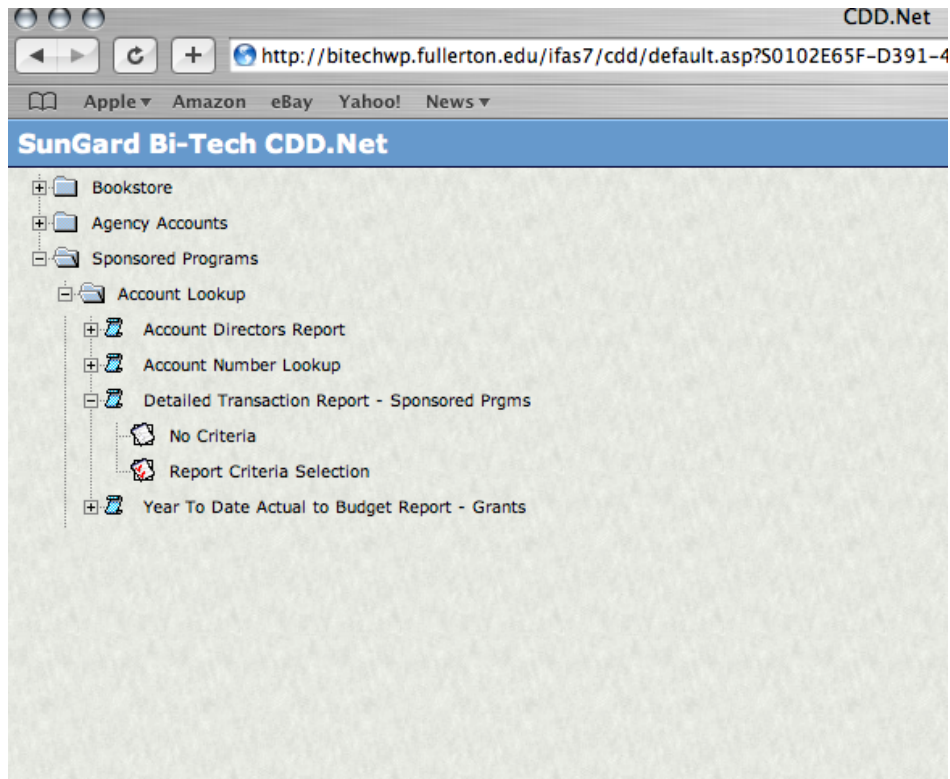 CDD.Net
http://bitechwp.fullerton.edu/ifas7/cdd/default.asp?S0102E65F-D391-4
Apple Amazon eBay Yahoo! News
SunGard Bi-Tech CDD.Net
Bookstore
Agency Accounts
Sponsored Programs
Account Lookup
Account Directors Report
Account Number Lookup
Detailed Transaction Report - Sponsored Prgms
No Criteria
Report Criteria Selection
Year To Date Actual to Budget Report - Grants